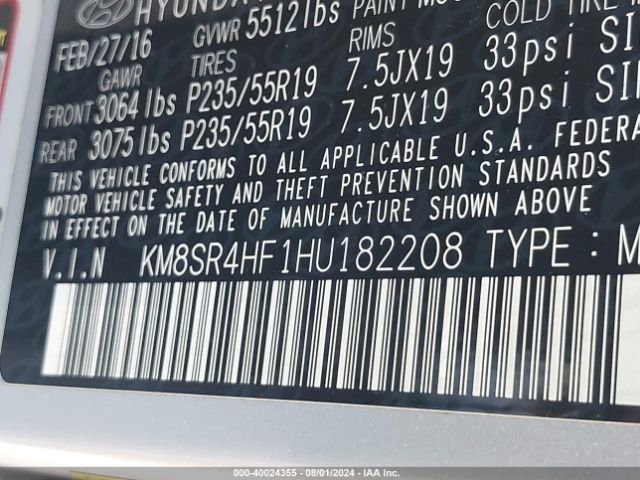 HYUNDA
FEB/27/16 GVWR 5512lbs PAINT COLD TIRE
GAWR TIRES RIMS
FRONT 3064lbs P235/55R19 7.5JX19 33psi
REAR 3075lbs P235/55R19 7.5JX19 33psi
THIS VEHICLE CONFORMS TO ALL APPLICABLE U.S.A. FEDERA
MOTOR VEHICLE SAFETY AND THEFT PREVENTION STANDARDS
IN EFFECT ON THE DATE OF MANUFACTURE SHOWN ABOVE
V.I.N KM8SR4HF1HU182208 TYPE : M
000-40024355 - 08/01/2024 - IAA Inc.